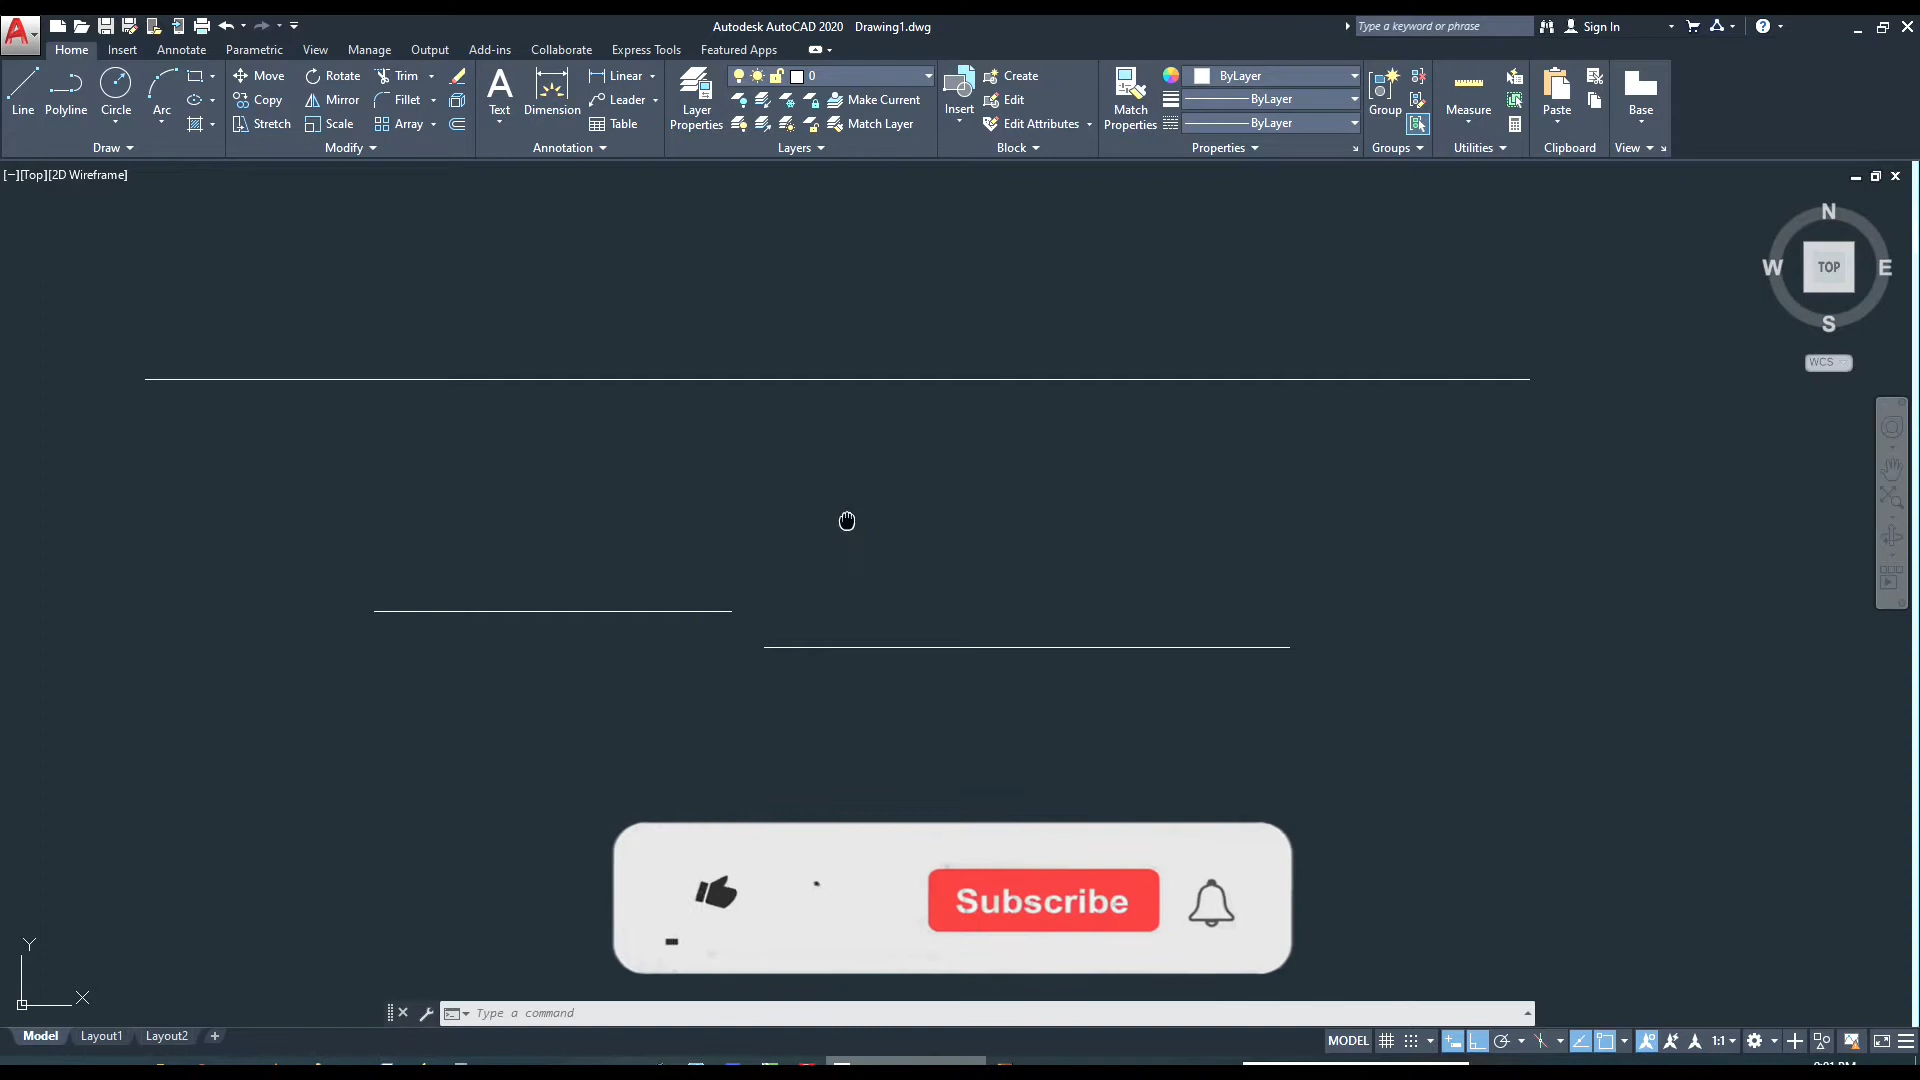 Autodesk AutoCAD 2020 Drawing1.dwg
Type a keyword or phrase
Sign In
Home Insert Annotate Parametric View Manage Output Add-ins Collaborate Express Tools Featured Apps
Line Polyline Circle Arc
Move Rotate Trim
Copy Mirror Fillet
Stretch Scale Array
Text Dimension
Linear
Leader
Table
Layer Properties
0
Make Current
Match Layer
Insert
Create
Edit
Edit Attributes
Match Properties
ByLayer
ByLayer
ByLayer
Group
Measure
Paste
Base
Draw Modify Annotation Layers Block Properties Groups Utilities Clipboard View
[−][Top][2D Wireframe]
N
W TOP E
S
WCS
Subscribe
Y
X
Type a command
Model Layout1 Layout2 +
MODEL 1:1